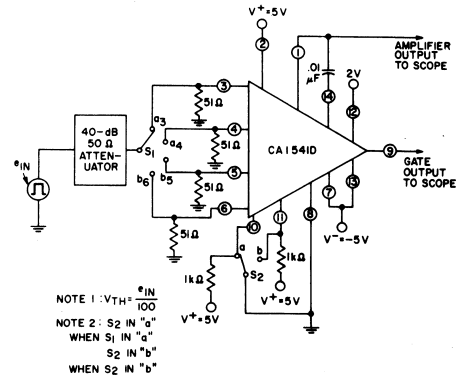 V⁺=5V
AMPLIFIER
OUTPUT
TO SCOPE
.01
µF
2V
1
2
3
51Ω
14
12
40-dB
50 Ω
ATTEN-
UATOR
a3
S1
a4
4
51Ω
CA1541D
9
GATE OUTPUT
TO SCOPE
eIN
b6
b5
5
51Ω
6
51Ω
7
13
10
11
8
V⁻=-5V
a
b
1kΩ
S2
1kΩ
V⁺=5V
V⁺=5V
NOTE 1 : VTH = eIN
100
NOTE 2: S2 IN "a"
WHEN S1 IN "a"
S2 IN "b"
WHEN S2 IN "b"